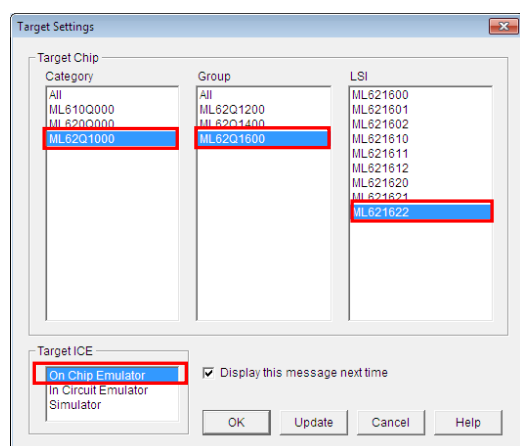 Target Settings
Target Chip
Category
All
ML610Q000
ML620Q000
ML62Q1000
Group
All
ML62Q1200
ML62Q1400
ML62Q1600
LSI
ML621600
ML621601
ML621602
ML621610
ML621611
ML621612
ML621620
ML621621
ML621622
Target ICE
On Chip Emulator
In Circuit Emulator
Simulator
Display this message next time
OK
Update
Cancel
Help